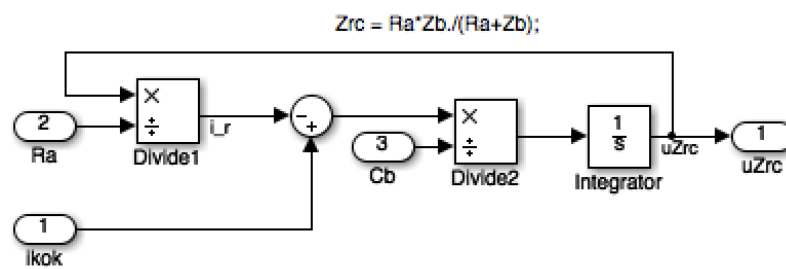 Zrc = Ra*Zb./(Ra+Zb);
×
÷
2
Ra
Divide1
i_r
−
+
×
÷
3
Cb
Divide2
1
s
Integrator
uZrc
1
uZrc
1
ikok